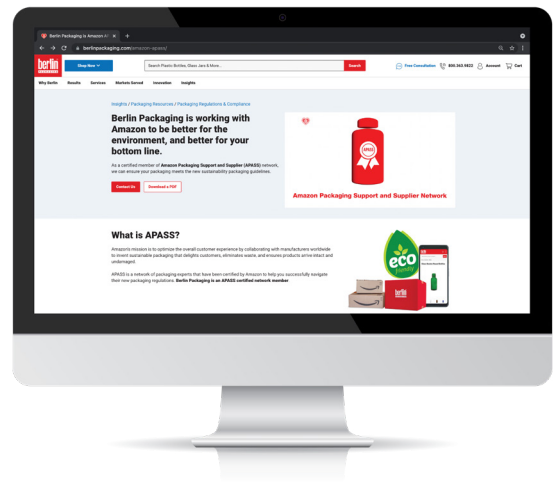 Berlin Packaging is Amazon AP
berlinpackaging.com/amazon-apass/
berlin
Shop Now
Search Plastic Bottles, Glass Jars & More...
Search
Free Consultation
800.363.9822
Account
Cart
Why Berlin
Results
Services
Markets Served
Innovation
Insights
Insights / Packaging Resources / Packaging Regulations & Compliance
Berlin Packaging is working with
Amazon to be better for the
environment, and better for your
bottom line.
As a certified member of Amazon Packaging Support and Supplier (APASS) network,
we can ensure your packaging meets the new sustainability packaging guidelines.
Contact Us
Download a PDF
APASS
Amazon Packaging Support and Supplier Network
What is APASS?
Amazon's mission is to optimize the overall customer experience by collaborating with manufacturers worldwide
to invent sustainable packaging that delights customers, eliminates waste, and ensures products arrive intact and
undamaged.
APASS is a network of packaging experts that have been certified by Amazon to help you successfully navigate
their new packaging regulations. Berlin Packaging is an APASS certified network member.
eco
friendly
berlin